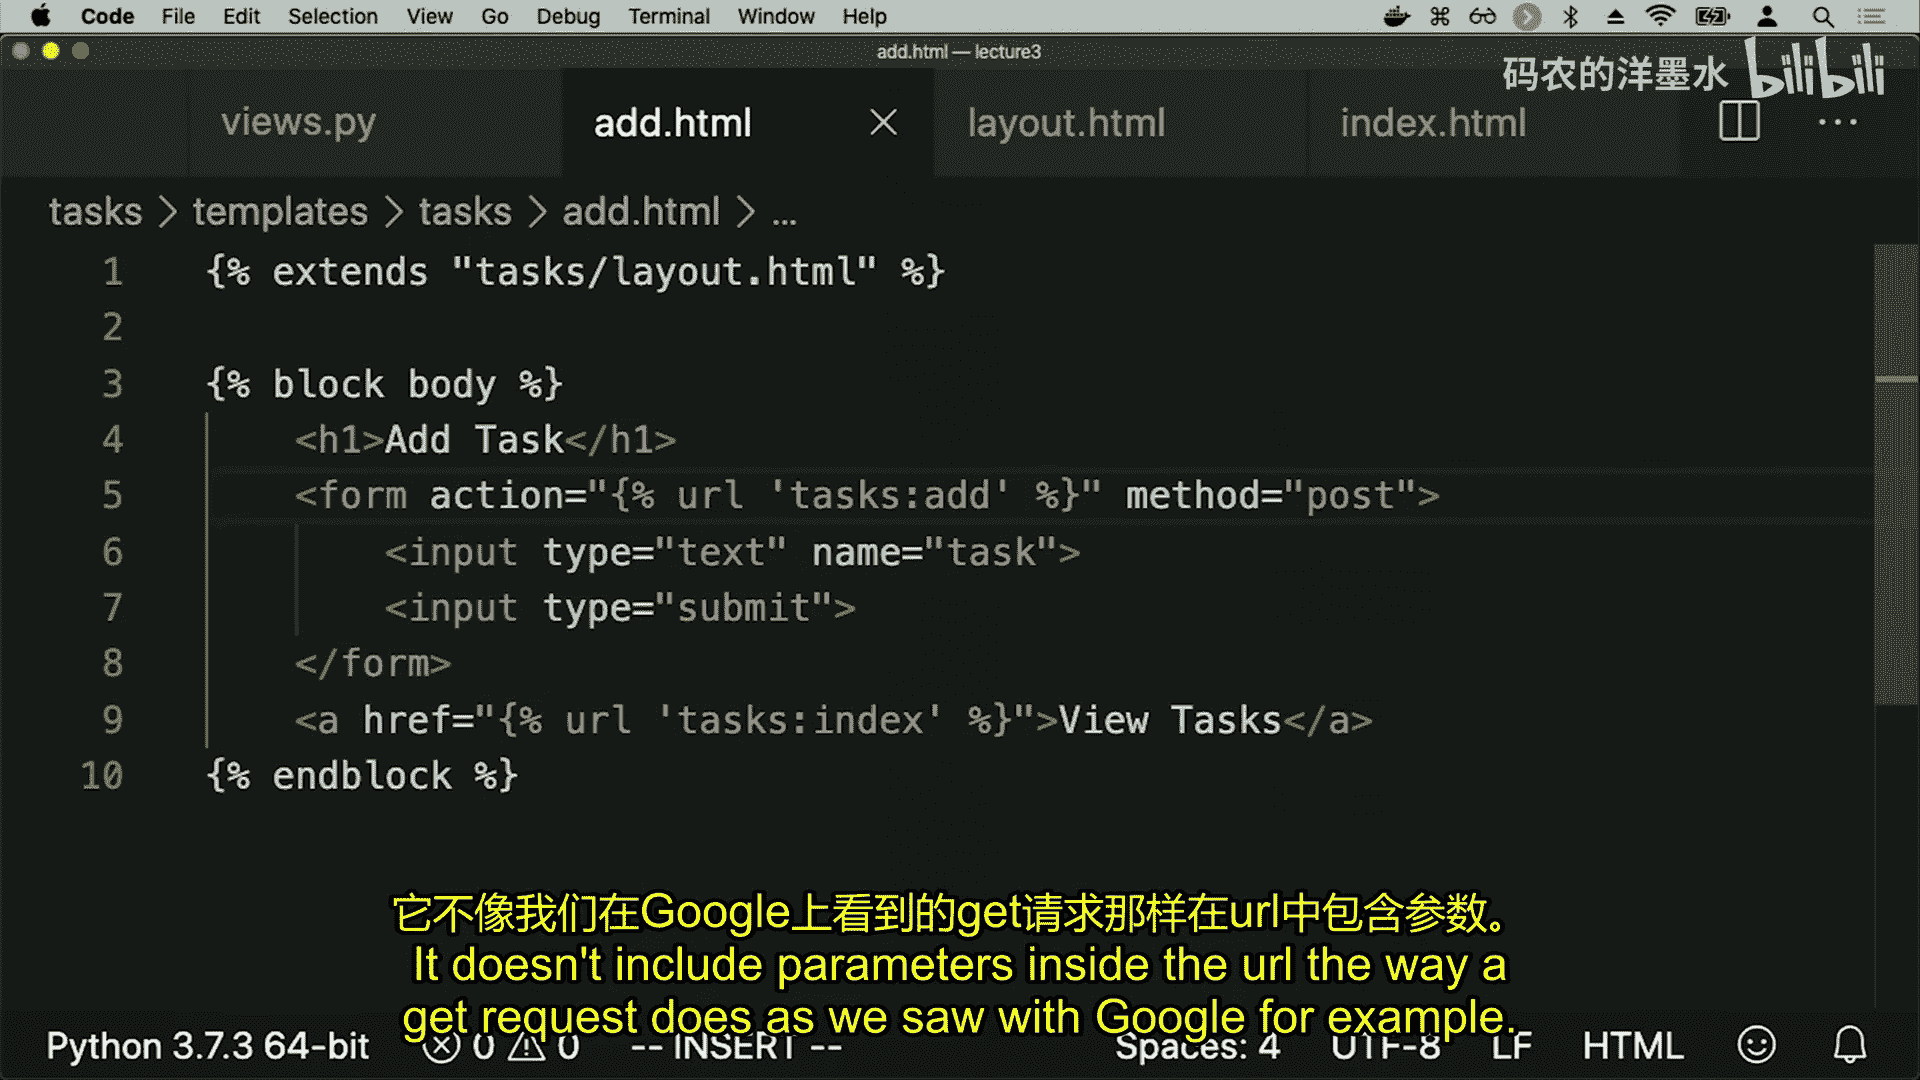 Code File Edit Selection View Go Debug Terminal Window Help
add.html — lecture3
码农的洋墨水 bilibili
views.py add.html layout.html index.html ...
tasks > templates > tasks > add.html > ...
1 {% extends "tasks/layout.html" %}
2
3 {% block body %}
4 <h1>Add Task</h1>
5 <form action="{% url 'tasks:add' %}" method="post">
6 <input type="text" name="task">
7 <input type="submit">
8 </form>
9 <a href="{% url 'tasks:index' %}">View Tasks</a>
10 {% endblock %}
它不像我们在Google上看到的get请求那样在url中包含参数。
It doesn't include parameters inside the url the way a
get request does as we saw with Google for example.
Python 3.7.3 64-bit 0 0 -- INSERT -- Spaces: 4 UTF-8 LF HTML